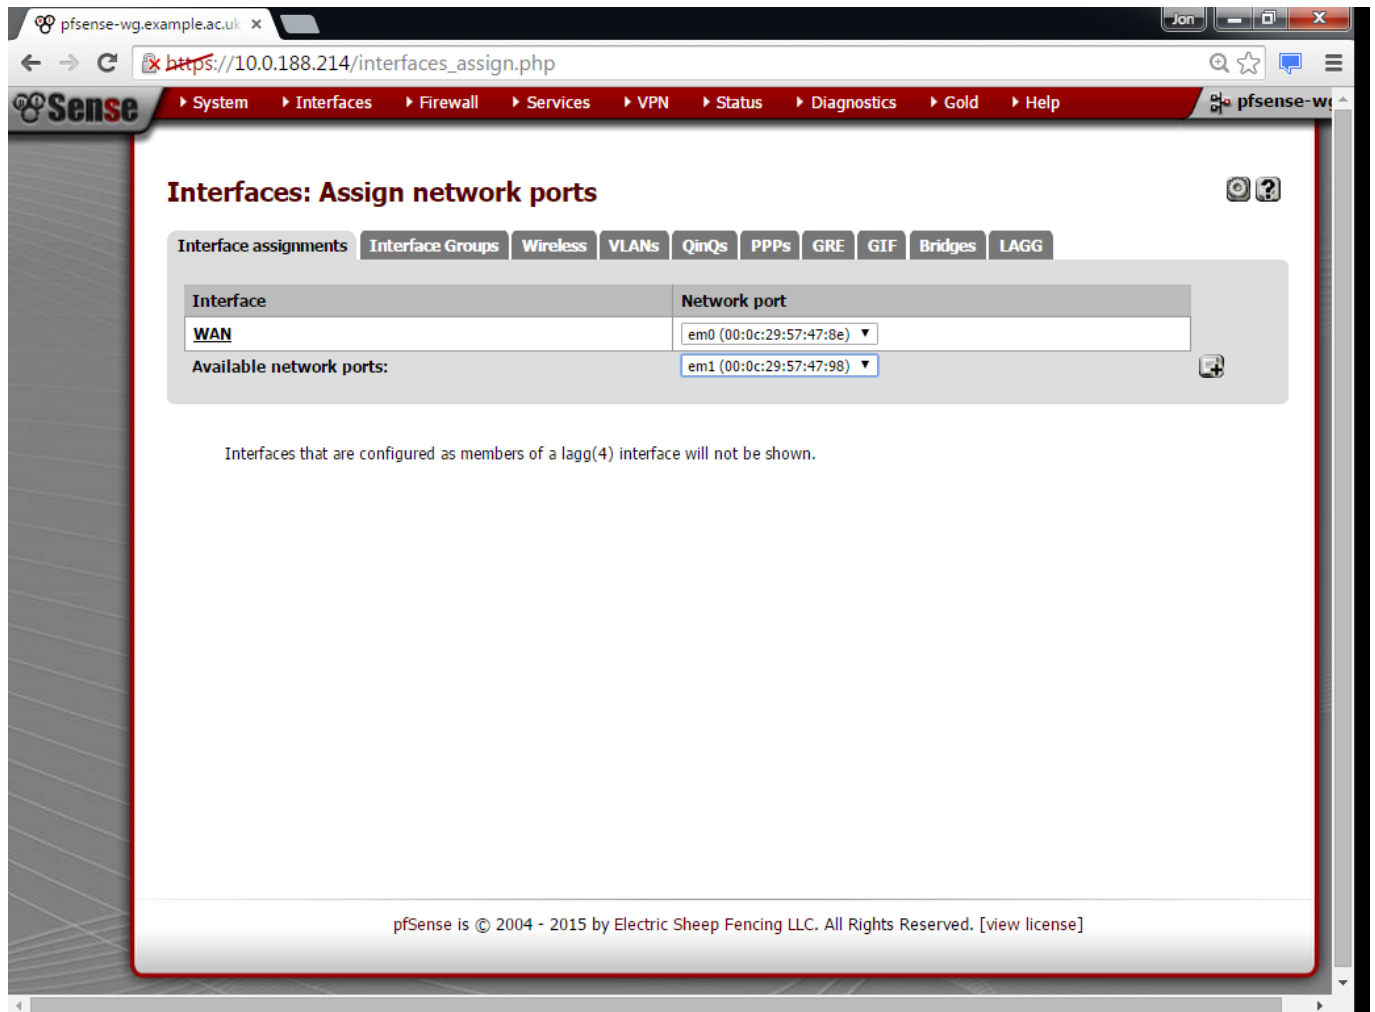 pfsense-wg.example.ac.uk
Jon
https://10.0.188.214/interfaces_assign.php
Sense
System Interfaces Firewall Services VPN Status Diagnostics Gold Help
pfsense-wg
Interfaces: Assign network ports
Interface assignments Interface Groups Wireless VLANs QinQs PPPs GRE GIF Bridges LAGG
Interface Network port
WAN em0 (00:0c:29:57:47:8e)
Available network ports: em1 (00:0c:29:57:47:98)
Interfaces that are configured as members of a lagg(4) interface will not be shown.
pfSense is © 2004 - 2015 by Electric Sheep Fencing LLC. All Rights Reserved. [view license]